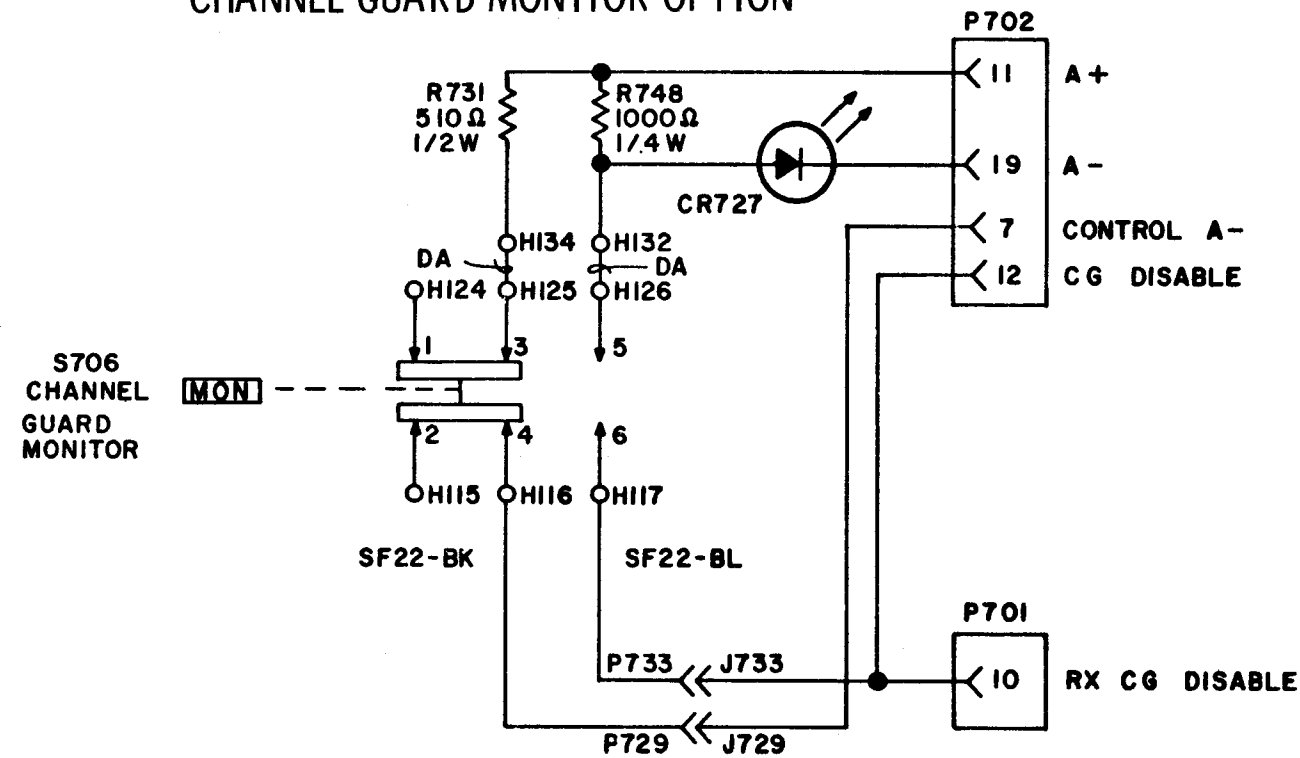 CHANNEL GUARD MONITOR OPTION
P702
11 A+
R731
510Ω
1/2W
R748
1000Ω
1/4W
19 A-
CR727
7 CONTROL A-
H134
H132
DA
DA
12 CG DISABLE
H124
H125
H126
1
3
5
S706
CHANNEL
GUARD
MONITOR
MON
2
4
6
H115
H116
H117
SF22-BK
SF22-BL
P701
P733
J733
10 RX CG DISABLE
P729
J729